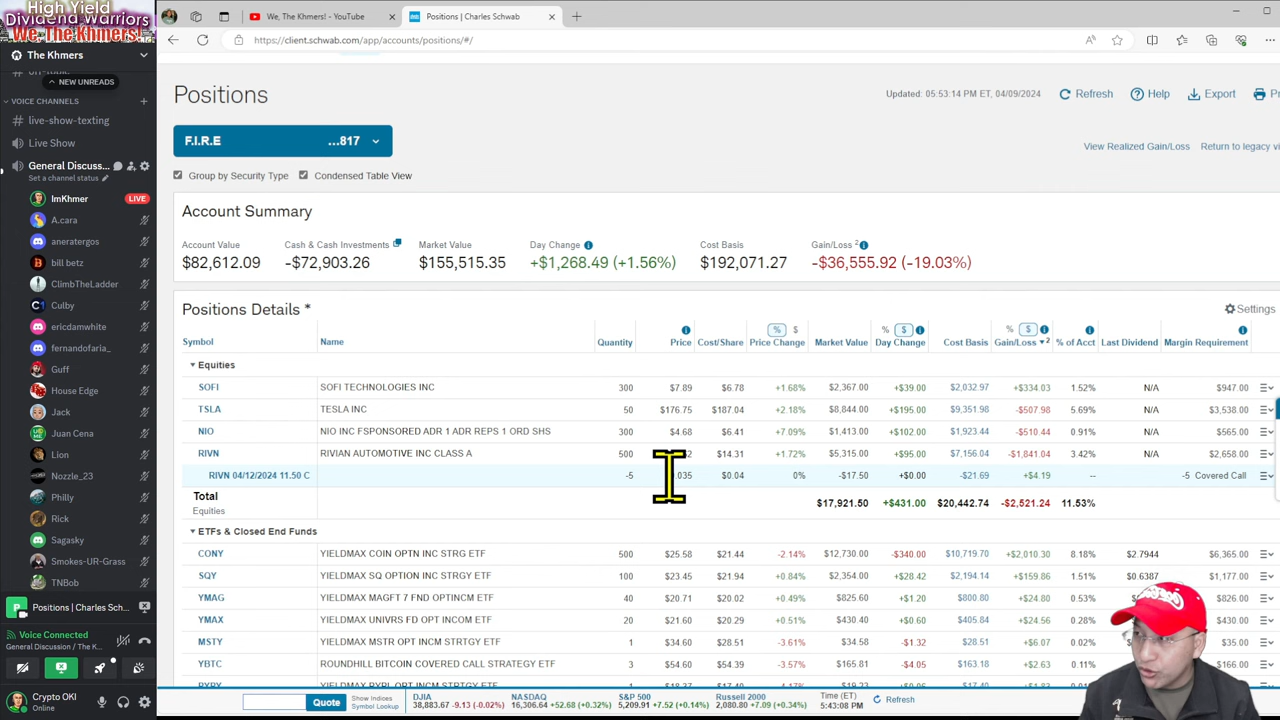 High Yield
Dividend Warriors
We, The Khmers!
The Khmers
off-topic
NEW UNREADS
VOICE CHANNELS
live-show-texting
Live Show
General Discuss...
Set a channel status
ImKhmer LIVE
A.cara
aneratergos
bill betz
ClimbTheLadder
Culby
ericdamwhite
fernandofaria_
Guff
House Edge
Jack
Juan Cena
Lion
Nozzle_23
Philly
Rick
Sagasky
Smokes-UR-Grass
TNBob
Positions | Charles Sch...
Voice Connected
General Discussion / The K...
Crypto OKI
Online
We, The Khmers! - YouTube
Positions | Charles Schwab
https://client.schwab.com/app/accounts/positions/#/
Positions
Updated: 05:53:14 PM ET, 04/09/2024 Refresh Help Export Pr
F.I.R.E ...817
View Realized Gain/Loss Return to legacy vi
Group by Security Type Condensed Table View
Account Summary
Account Value Cash & Cash Investments Market Value Day Change Cost Basis Gain/Loss 2
$82,612.09 -$72,903.26 $155,515.35 +$1,268.49 (+1.56%) $192,071.27 -$36,555.92 (-19.03%)
Positions Details * Settings
% $ % $ % $
Symbol Name Quantity Price Cost/Share Price Change Market Value Day Change Cost Basis Gain/Loss 2 % of Acct Last Dividend Margin Requirement
Equities
SOFI SOFI TECHNOLOGIES INC 300 $7.89 $6.78 +1.68% $2,367.00 +$39.00 $2,032.97 +$334.03 1.52% N/A $947.00
TSLA TESLA INC 50 $176.75 $187.04 +2.18% $8,844.00 +$195.00 $9,351.98 -$507.98 5.69% N/A $3,538.00
NIO NIO INC FSPONSORED ADR 1 ADR REPS 1 ORD SHS 300 $4.68 $6.41 +7.09% $1,413.00 +$102.00 $1,923.44 -$510.44 0.91% N/A $565.00
RIVN RIVIAN AUTOMOTIVE INC CLASS A 500 $14.31 +1.72% $5,315.00 +$95.00 $7,156.04 -$1,841.04 3.42% N/A $2,658.00
RIVN 04/12/2024 11.50 C -5 .035 $0.04 0% -$17.50 +$0.00 -$21.69 +$4.19 -- -5 Covered Call
Total $17,921.50 +$431.00 $20,442.74 -$2,521.24 11.53%
Equities
ETFs & Closed End Funds
CONY YIELDMAX COIN OPTN INC STRG ETF 500 $25.58 $21.44 -2.14% $12,730.00 -$340.00 $10,719.70 +$2,010.30 8.18% $2.7944 $6,365.00
SQY YIELDMAX SQ OPTION INC STRGY ETF 100 $23.45 $21.94 +0.84% $2,354.00 +$28.42 $2,194.14 +$159.86 1.51% $0.6387 $1,177.00
YMAG YIELDMAX MAGFT 7 FND OPTINCM ETF 40 $20.71 $20.02 +0.49% $825.60 +$1.20 $800.80 +$24.80 0.53% N/A $826.00
YMAX YIELDMAX UNIVRS FD OPT INCOM ETF 20 $21.60 $20.29 +0.51% $430.40 +$0.60 $405.84 +$24.56 0.28% N/A $430.00
MSTY YIELDMAX MSTR OPT INCM STRTGY ETF 1 $34.60 $28.51 -3.61% $34.58 -$1.32 $28.51 +$6.07 0.02% N/A $35.00
YBTC ROUNDHILL BITCOIN COVERED CALL STRATEGY ETF 3 $54.60 $54.39 -3.57% $165.81 -$4.05 $163.18 +$2.63 0.11% $166.00
Quote Show Indices
Symbol Lookup
DJIA NASDAQ S&P 500 Russell 2000 Time (ET)
38,883.67 -9.13 (-0.02%) 16,306.64 +52.68 (+0.32%) 5,209.91 +7.52 (+0.14%) 2,080.80 +7.09 (+0.34%) 5:43:08 PM Refresh